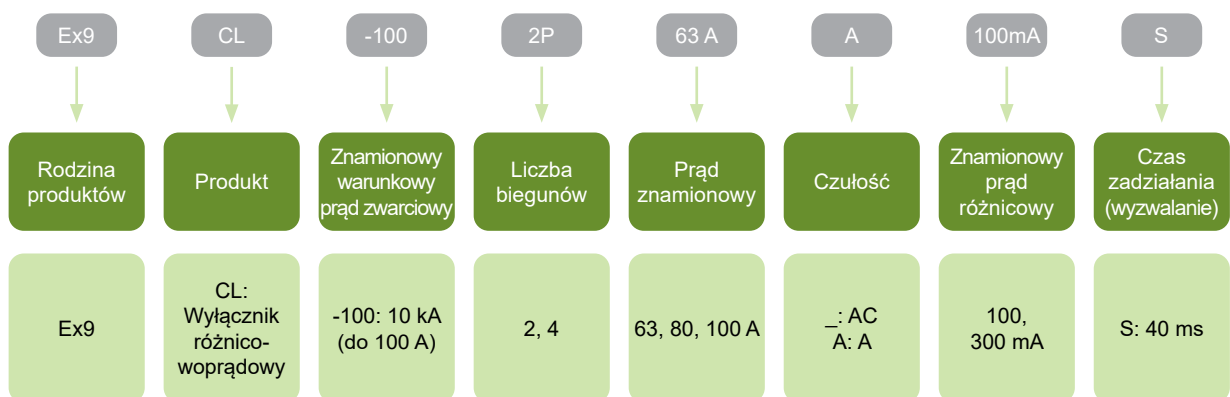 Ex9
CL
-100
2P
63 A
A
100mA
S
Rodzina
produktów
Produkt
Znamionowy
warunkowy
prąd zwarciowy
Liczba
biegunów
Prąd
znamionowy
Czułość
Znamionowy
prąd
różnicowy
Czas
zadziałania
(wyzwalanie)
Ex9
CL:
Wyłącznik
różnico-
woprądowy
-100: 10 kA
(do 100 A)
2, 4
63, 80, 100 A
_: AC
A: A
100,
300 mA
S: 40 ms